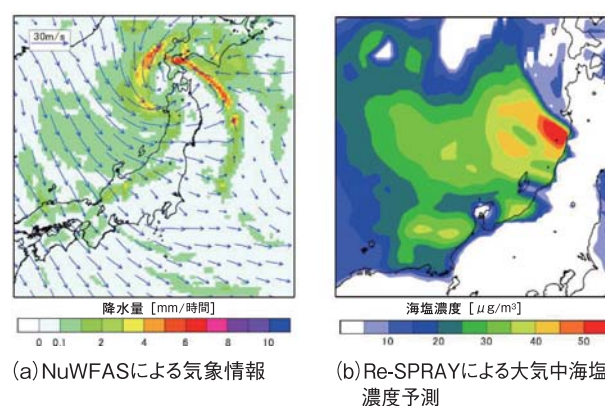 30m/s
降水量 [mm/時間]
0 0.1 2 4 6 8 10
(a)NuWFASによる気象情報
海塩濃度 [μg/m³]
10 20 30 40 50
(b)Re-SPRAYによる大気中海塩
濃度予測